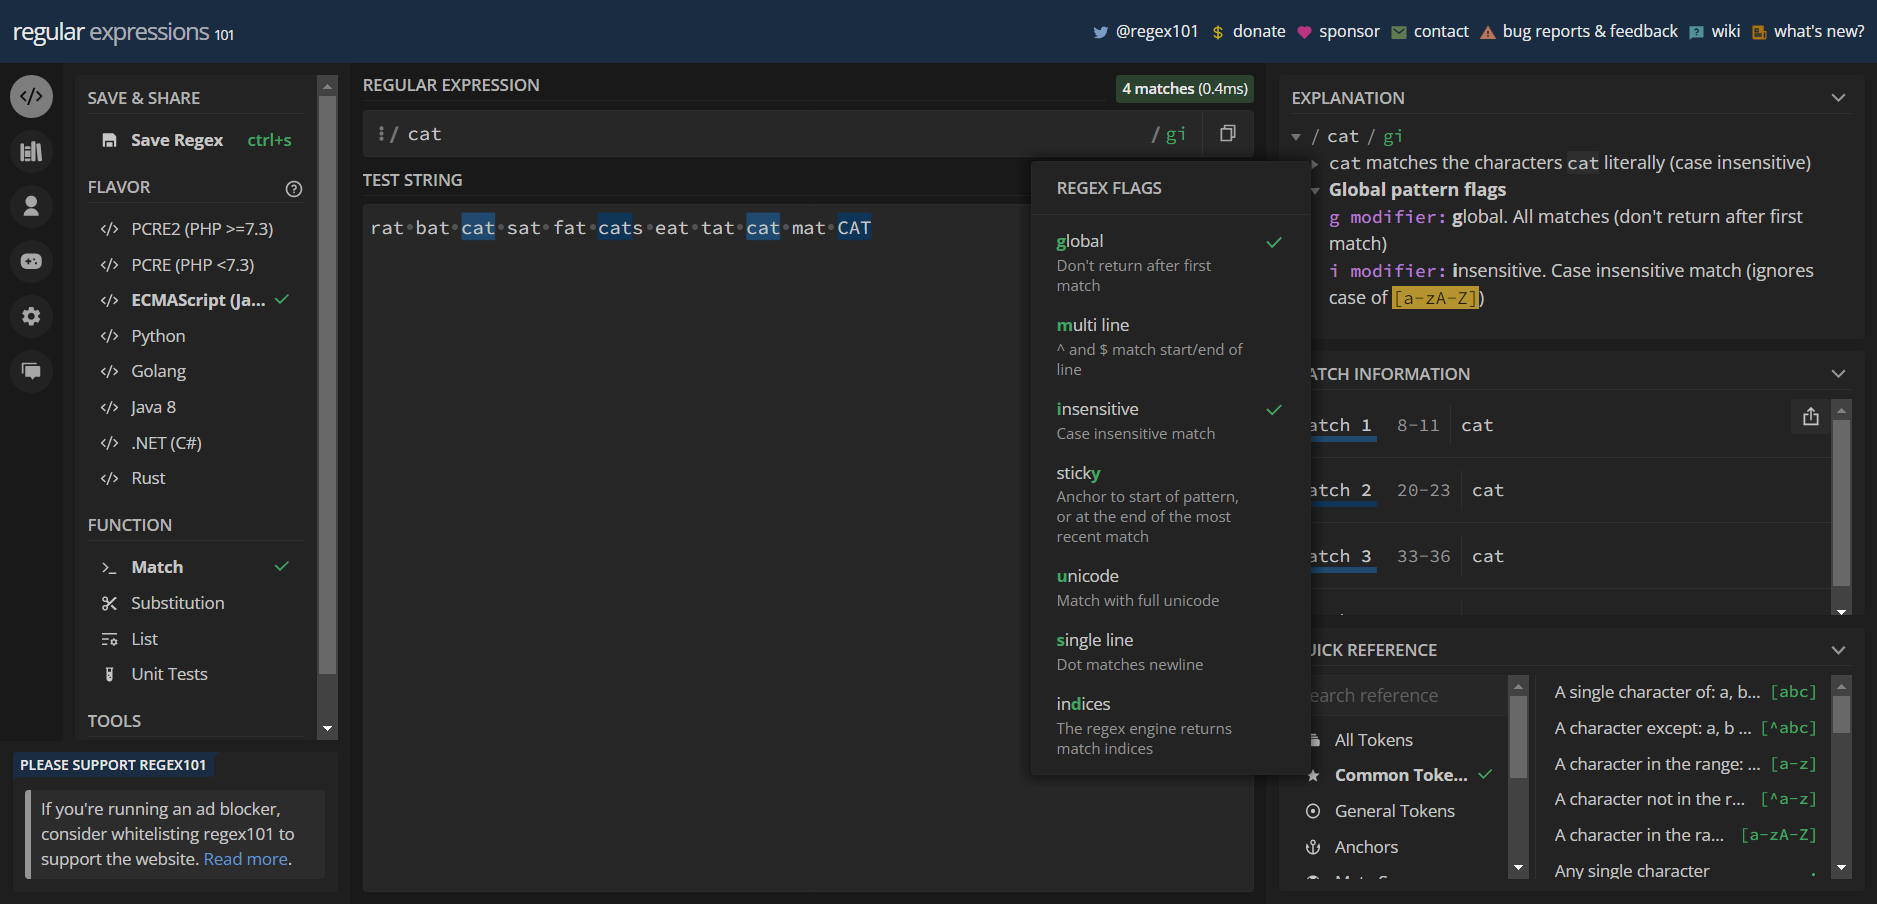 regular expressions 101
@regex101
donate
sponsor
contact
bug reports & feedback
wiki
what's new?
SAVE & SHARE
Save Regex ctrl+s
FLAVOR
PCRE2 (PHP >=7.3)
PCRE (PHP <7.3)
ECMAScript (Ja...
Python
Golang
Java 8
.NET (C#)
Rust
FUNCTION
Match
Substitution
List
Unit Tests
TOOLS
PLEASE SUPPORT REGEX101
If you're running an ad blocker,
consider whitelisting regex101 to
support the website. Read more.
REGULAR EXPRESSION
4 matches (0.4ms)
/ cat / gi
TEST STRING
rat·bat·cat·sat·fat·cats·eat·tat·cat·mat·CAT
REGEX FLAGS
global
Don't return after first
match
multi line
^ and $ match start/end of
line
insensitive
Case insensitive match
sticky
Anchor to start of pattern,
or at the end of the most
recent match
unicode
Match with full unicode
single line
Dot matches newline
indices
The regex engine returns
match indices
EXPLANATION
/ cat / gi
cat matches the characters cat literally (case insensitive)
Global pattern flags
g modifier: global. All matches (don't return after first
match)
i modifier: insensitive. Case insensitive match (ignores
case of [a-zA-Z])
ATCH INFORMATION
atch 1 8-11 cat
atch 2 20-23 cat
atch 3 33-36 cat
UICK REFERENCE
earch reference
All Tokens
Common Toke...
General Tokens
Anchors
A single character of: a, b... [abc]
A character except: a, b ... [^abc]
A character in the range: ... [a-z]
A character not in the r... [^a-z]
A character in the ra... [a-zA-Z]
Any single character .